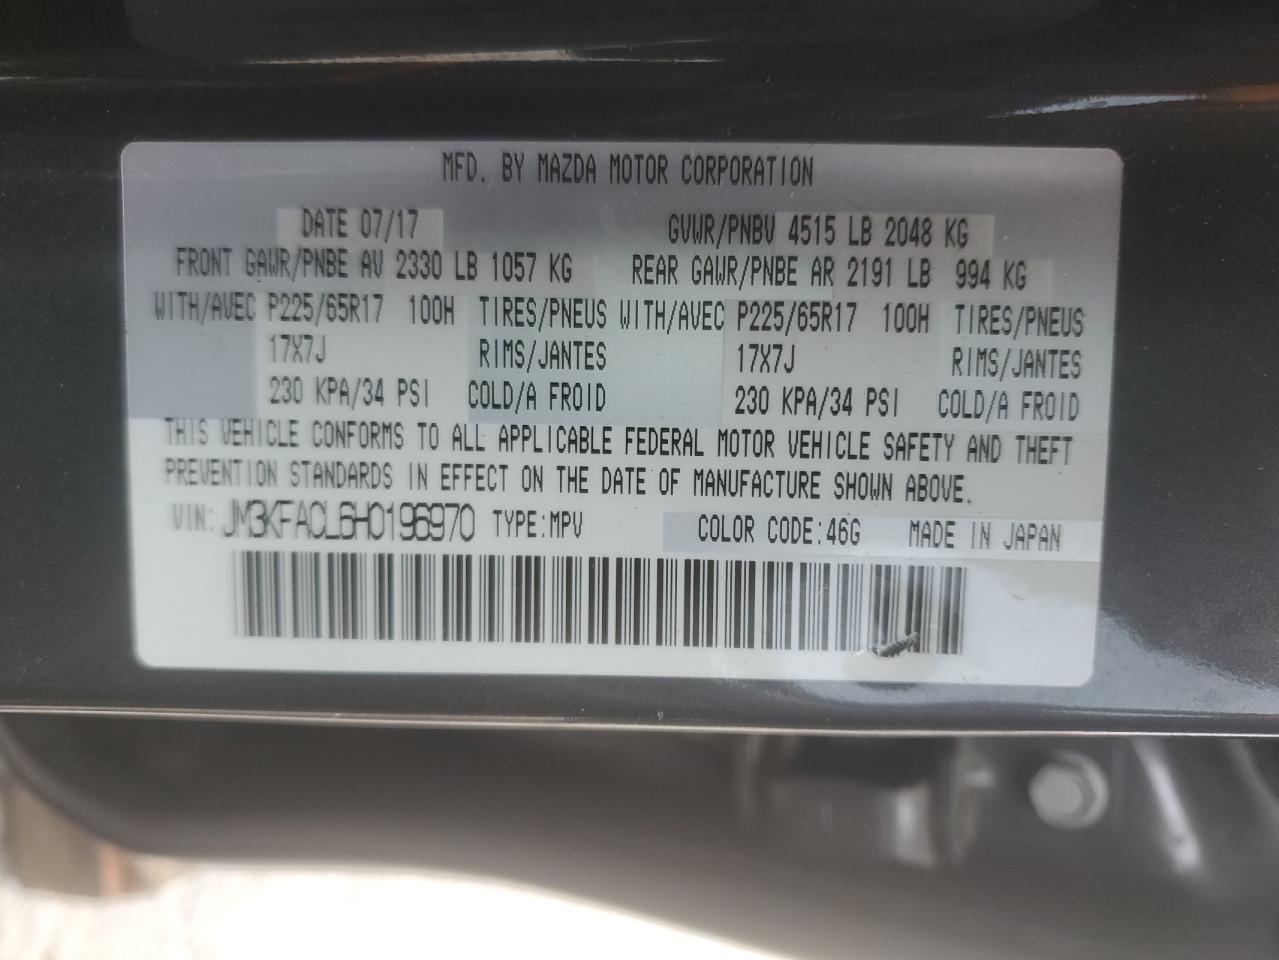 MFD. BY MAZDA MOTOR CORPORATION
DATE 07/17 GVWR/PNBV 4515 LB 2048 KG
FRONT GAWR/PNBE AV 2330 LB 1057 KG REAR GAWR/PNBE AR 2191 LB 994 KG
WITH/AVEC P225/65R17 100H TIRES/PNEUS WITH/AVEC P225/65R17 100H TIRES/PNEUS
17X7J RIMS/JANTES 17X7J RIMS/JANTES
230 KPA/34 PSI COLD/A FROID 230 KPA/34 PSI COLD/A FROID
THIS VEHICLE CONFORMS TO ALL APPLICABLE FEDERAL MOTOR VEHICLE SAFETY AND THEFT
PREVENTION STANDARDS IN EFFECT ON THE DATE OF MANUFACTURE SHOWN ABOVE.
VIN: JM3KFACL6H0196970 TYPE:MPV COLOR CODE:46G MADE IN JAPAN